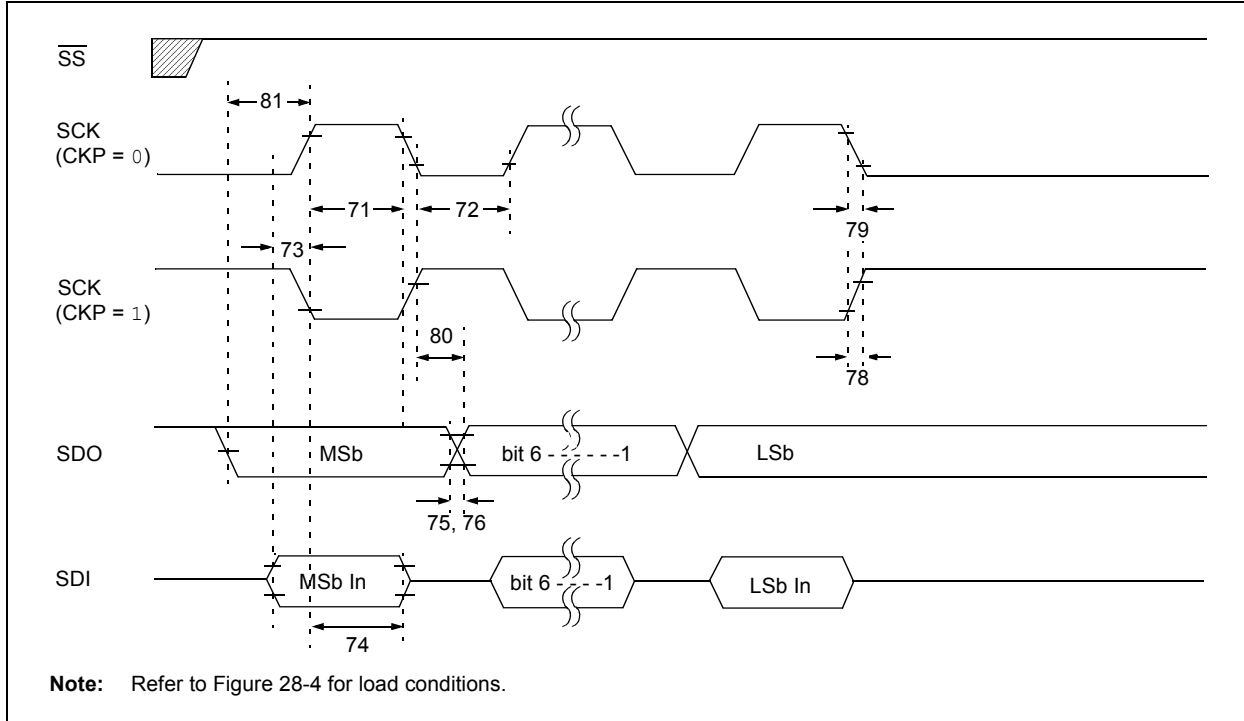 SS
81
SCK
(CKP = 0)
71
72
79
73
SCK
(CKP = 1)
80
78
SDO
MSb
bit 6 - - - - - -1
LSb
75, 76
SDI
MSb In
bit 6 - - - - -1
LSb In
74
Note: Refer to Figure 28-4 for load conditions.